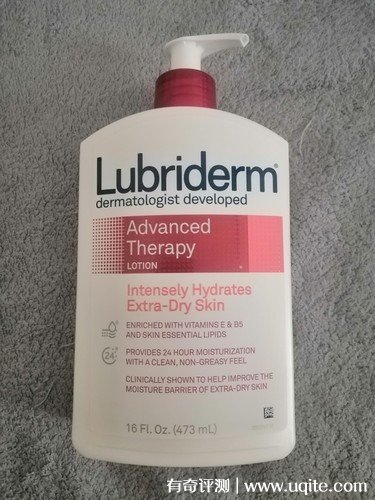 Lubriderm®
dermatologist developed
Advanced
Therapy
LOTION
Intensely Hydrates
Extra-Dry Skin
ENRICHED WITH VITAMINS E & B5
AND SKIN ESSENTIAL LIPIDS
24
PROVIDES 24 HOUR MOISTURIZATION
WITH A CLEAN, NON-GREASY FEEL
CLINICALLY SHOWN TO HELP IMPROVE THE
MOISTURE BARRIER OF EXTRA-DRY SKIN
16 Fl. Oz. (473 mL)
有奇评测 | www.uqite.com